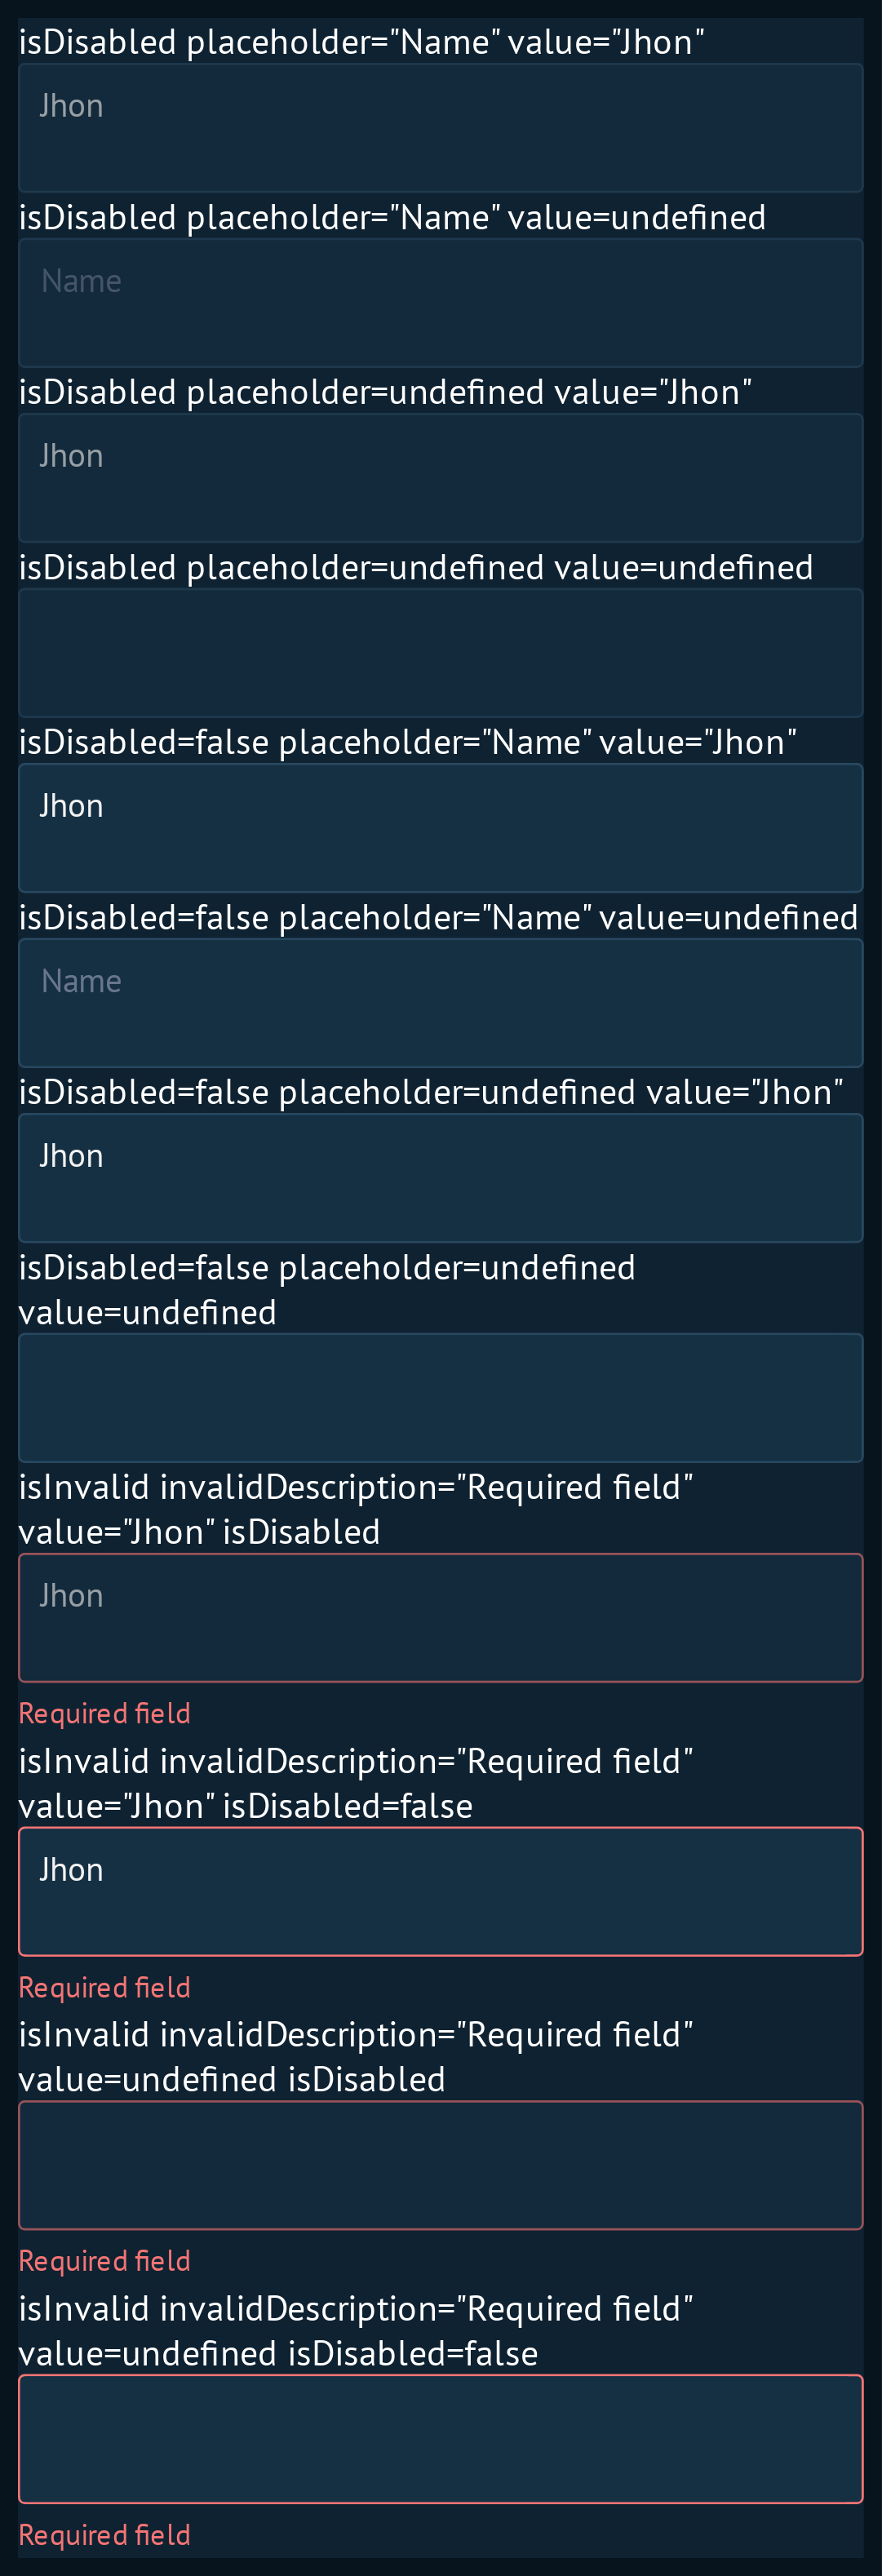 isDisabled placeholder="Name" value="Jhon"
Jhon
isDisabled placeholder="Name" value=undefined
Name
isDisabled placeholder=undefined value="Jhon"
Jhon
isDisabled placeholder=undefined value=undefined
isDisabled=false placeholder="Name" value="Jhon"
Jhon
isDisabled=false placeholder="Name" value=undefined
Name
isDisabled=false placeholder=undefined value="Jhon"
Jhon
isDisabled=false placeholder=undefined
value=undefined
isInvalid invalidDescription="Required field"
value="Jhon" isDisabled
Jhon
Required field
isInvalid invalidDescription="Required field"
value="Jhon" isDisabled=false
Jhon
Required field
isInvalid invalidDescription="Required field"
value=undefined isDisabled
Required field
isInvalid invalidDescription="Required field"
value=undefined isDisabled=false
Required field